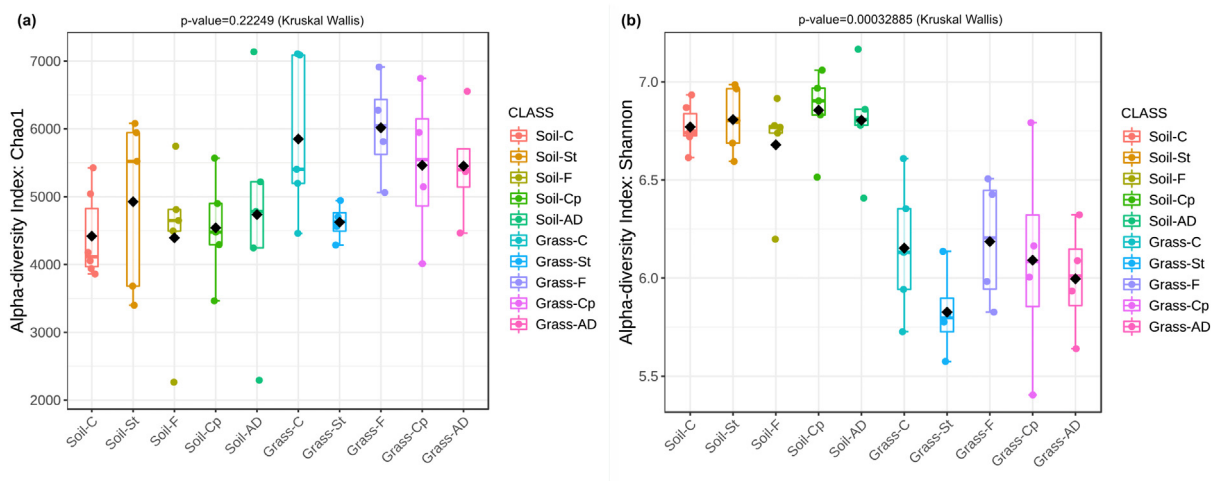 (a)
p-value=0.22249 (Kruskal Wallis)
Alpha-diversity Index: Chao1
7000
6000
5000
4000
3000
2000
Soil-C
Soil-St
Soil-F
Soil-Cp
Soil-AD
Grass-C
Grass-St
Grass-F
Grass-Cp
Grass-AD
CLASS
Soil-C
Soil-St
Soil-F
Soil-Cp
Soil-AD
Grass-C
Grass-St
Grass-F
Grass-Cp
Grass-AD
(b)
p-value=0.00032885 (Kruskal Wallis)
Alpha-diversity Index: Shannon
7.0
6.5
6.0
5.5
Soil-C
Soil-St
Soil-F
Soil-Cp
Soil-AD
Grass-C
Grass-St
Grass-F
Grass-Cp
Grass-AD
CLASS
Soil-C
Soil-St
Soil-F
Soil-Cp
Soil-AD
Grass-C
Grass-St
Grass-F
Grass-Cp
Grass-AD